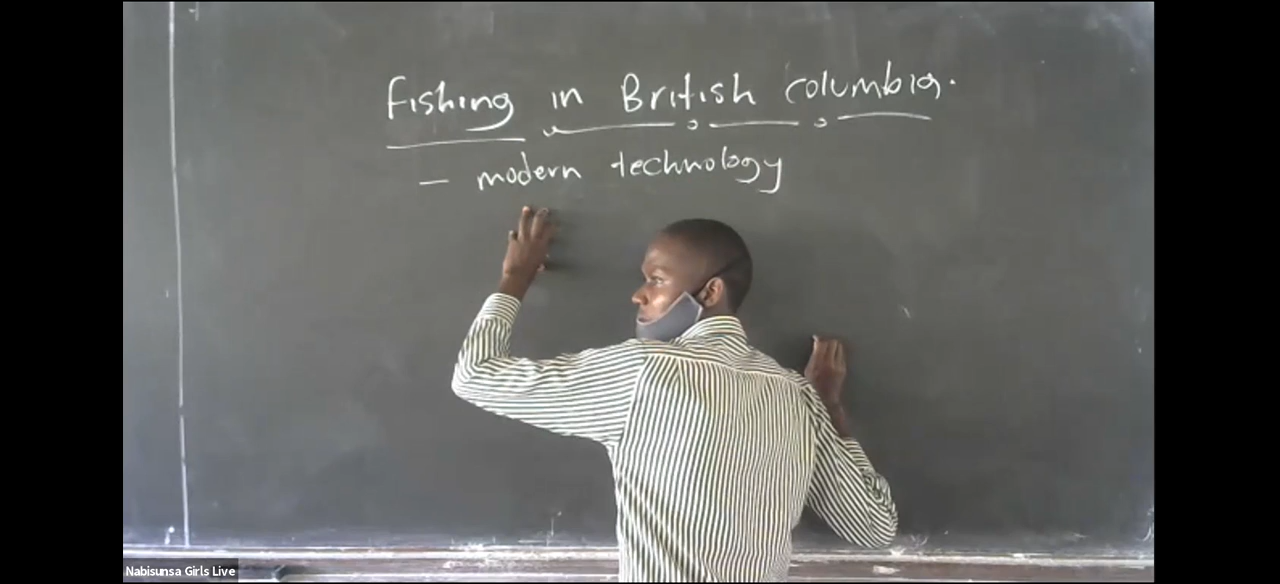 Fishing in British Columbia.
– modern technology
Nabisunsa Girls Live